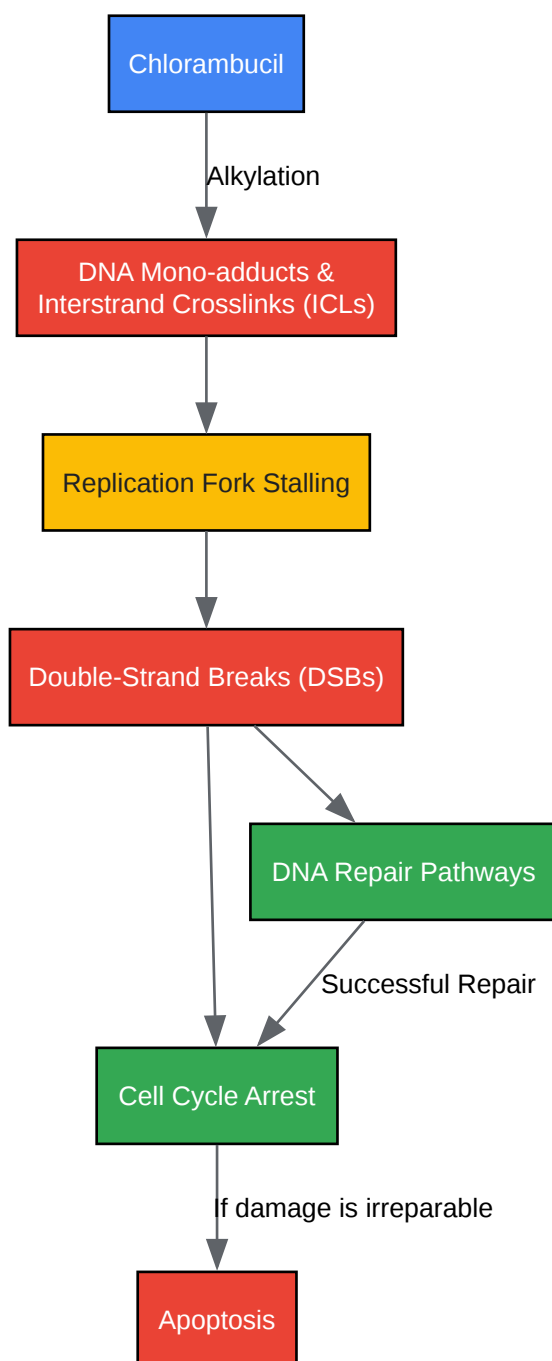 Chlorambucil
Alkylation
DNA Mono-adducts &
Interstrand Crosslinks (ICLs)
Replication Fork Stalling
Double-Strand Breaks (DSBs)
DNA Repair Pathways
Successful Repair
Cell Cycle Arrest
If damage is irreparable
Apoptosis